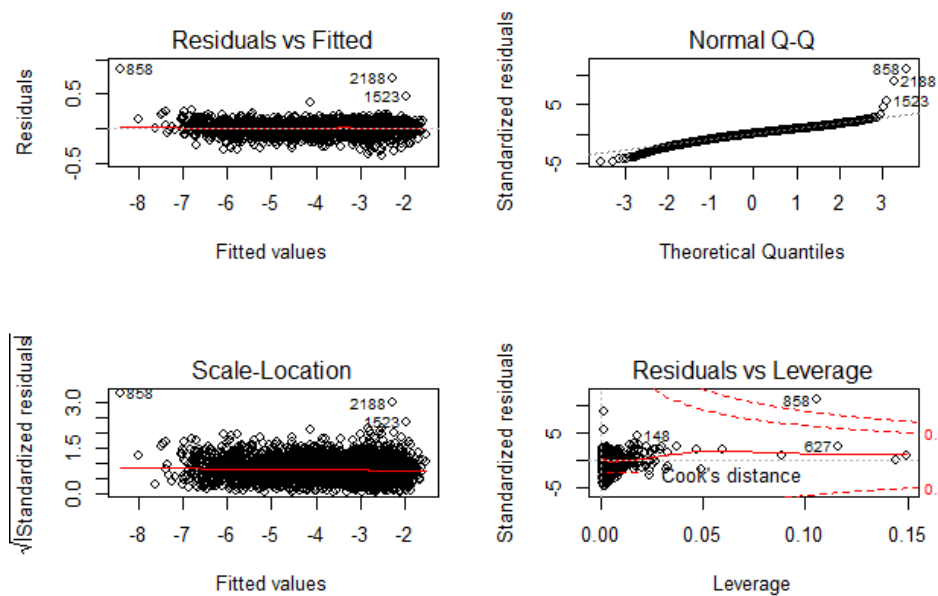 Residuals vs Fitted
Residuals
0.5
-0.5
858
2188
1523
-8 -7 -6 -5 -4 -3 -2
Fitted values
Normal Q-Q
Standardized residuals
5
-5
858
2188
1523
-3 -2 -1 0 1 2 3
Theoretical Quantiles
Scale-Location
√|Standardized residuals|
3.0
1.5
0.0
858
2188
1523
-8 -7 -6 -5 -4 -3 -2
Fitted values
Residuals vs Leverage
Standardized residuals
5
-5
858
148
627
Cook's distance
0.
0.
0.00 0.05 0.10 0.15
Leverage